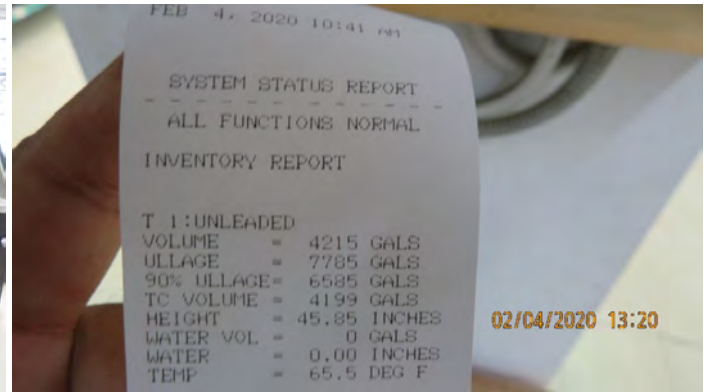 FEB 4, 2020 10:41 AM
SYSTEM STATUS REPORT
- - - - - - - - - - - -
ALL FUNCTIONS NORMAL
INVENTORY REPORT
T 1:UNLEADED
VOLUME = 4215 GALS
ULLAGE = 7785 GALS
90% ULLAGE= 6585 GALS
TC VOLUME = 4199 GALS
HEIGHT = 45.85 INCHES
WATER VOL = 0 GALS
WATER = 0.00 INCHES
TEMP = 65.5 DEG F
02/04/2020 13:20